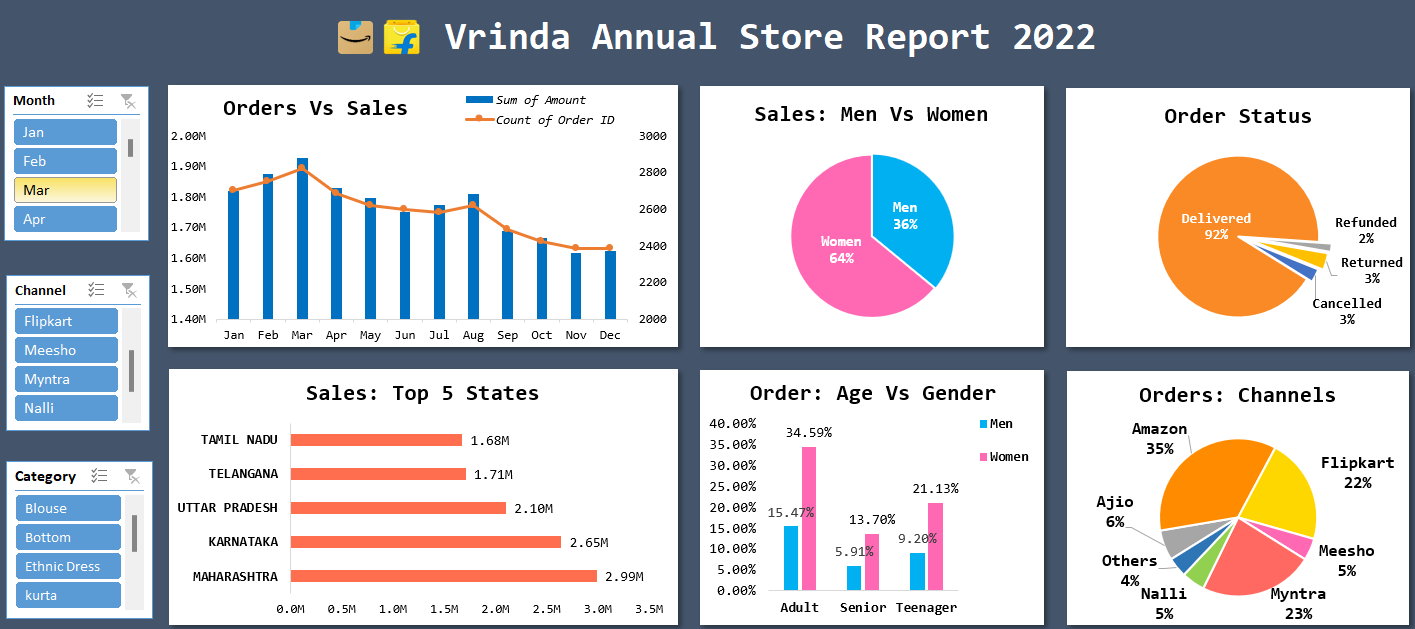 Vrinda Annual Store Report 2022
Month
Jan
Feb
Mar
Apr
Channel
Flipkart
Meesho
Myntra
Nalli
Category
Blouse
Bottom
Ethnic Dress
kurta
Orders Vs Sales
Sum of Amount
Count of Order ID
2.00M
1.90M
1.80M
1.70M
1.60M
1.50M
1.40M
3000
2800
2600
2400
2200
2000
Jan Feb Mar Apr May Jun Jul Aug Sep Oct Nov Dec
Sales: Men Vs Women
Men
36%
Women
64%
Order Status
Delivered
92%
Refunded
2%
Returned
3%
Cancelled
3%
Sales: Top 5 States
TAMIL NADU 1.68M
TELANGANA 1.71M
UTTAR PRADESH 2.10M
KARNATAKA 2.65M
MAHARASHTRA 2.99M
0.0M 0.5M 1.0M 1.5M 2.0M 2.5M 3.0M 3.5M
Order: Age Vs Gender
Men
Women
40.00%
35.00%
30.00%
25.00%
20.00%
15.00%
10.00%
5.00%
0.00%
15.47% 34.59%
5.91% 13.70%
9.20% 21.13%
Adult Senior Teenager
Orders: Channels
Amazon
35%
Flipkart
22%
Ajio
6%
Meesho
5%
Others
4%
Nalli
5%
Myntra
23%